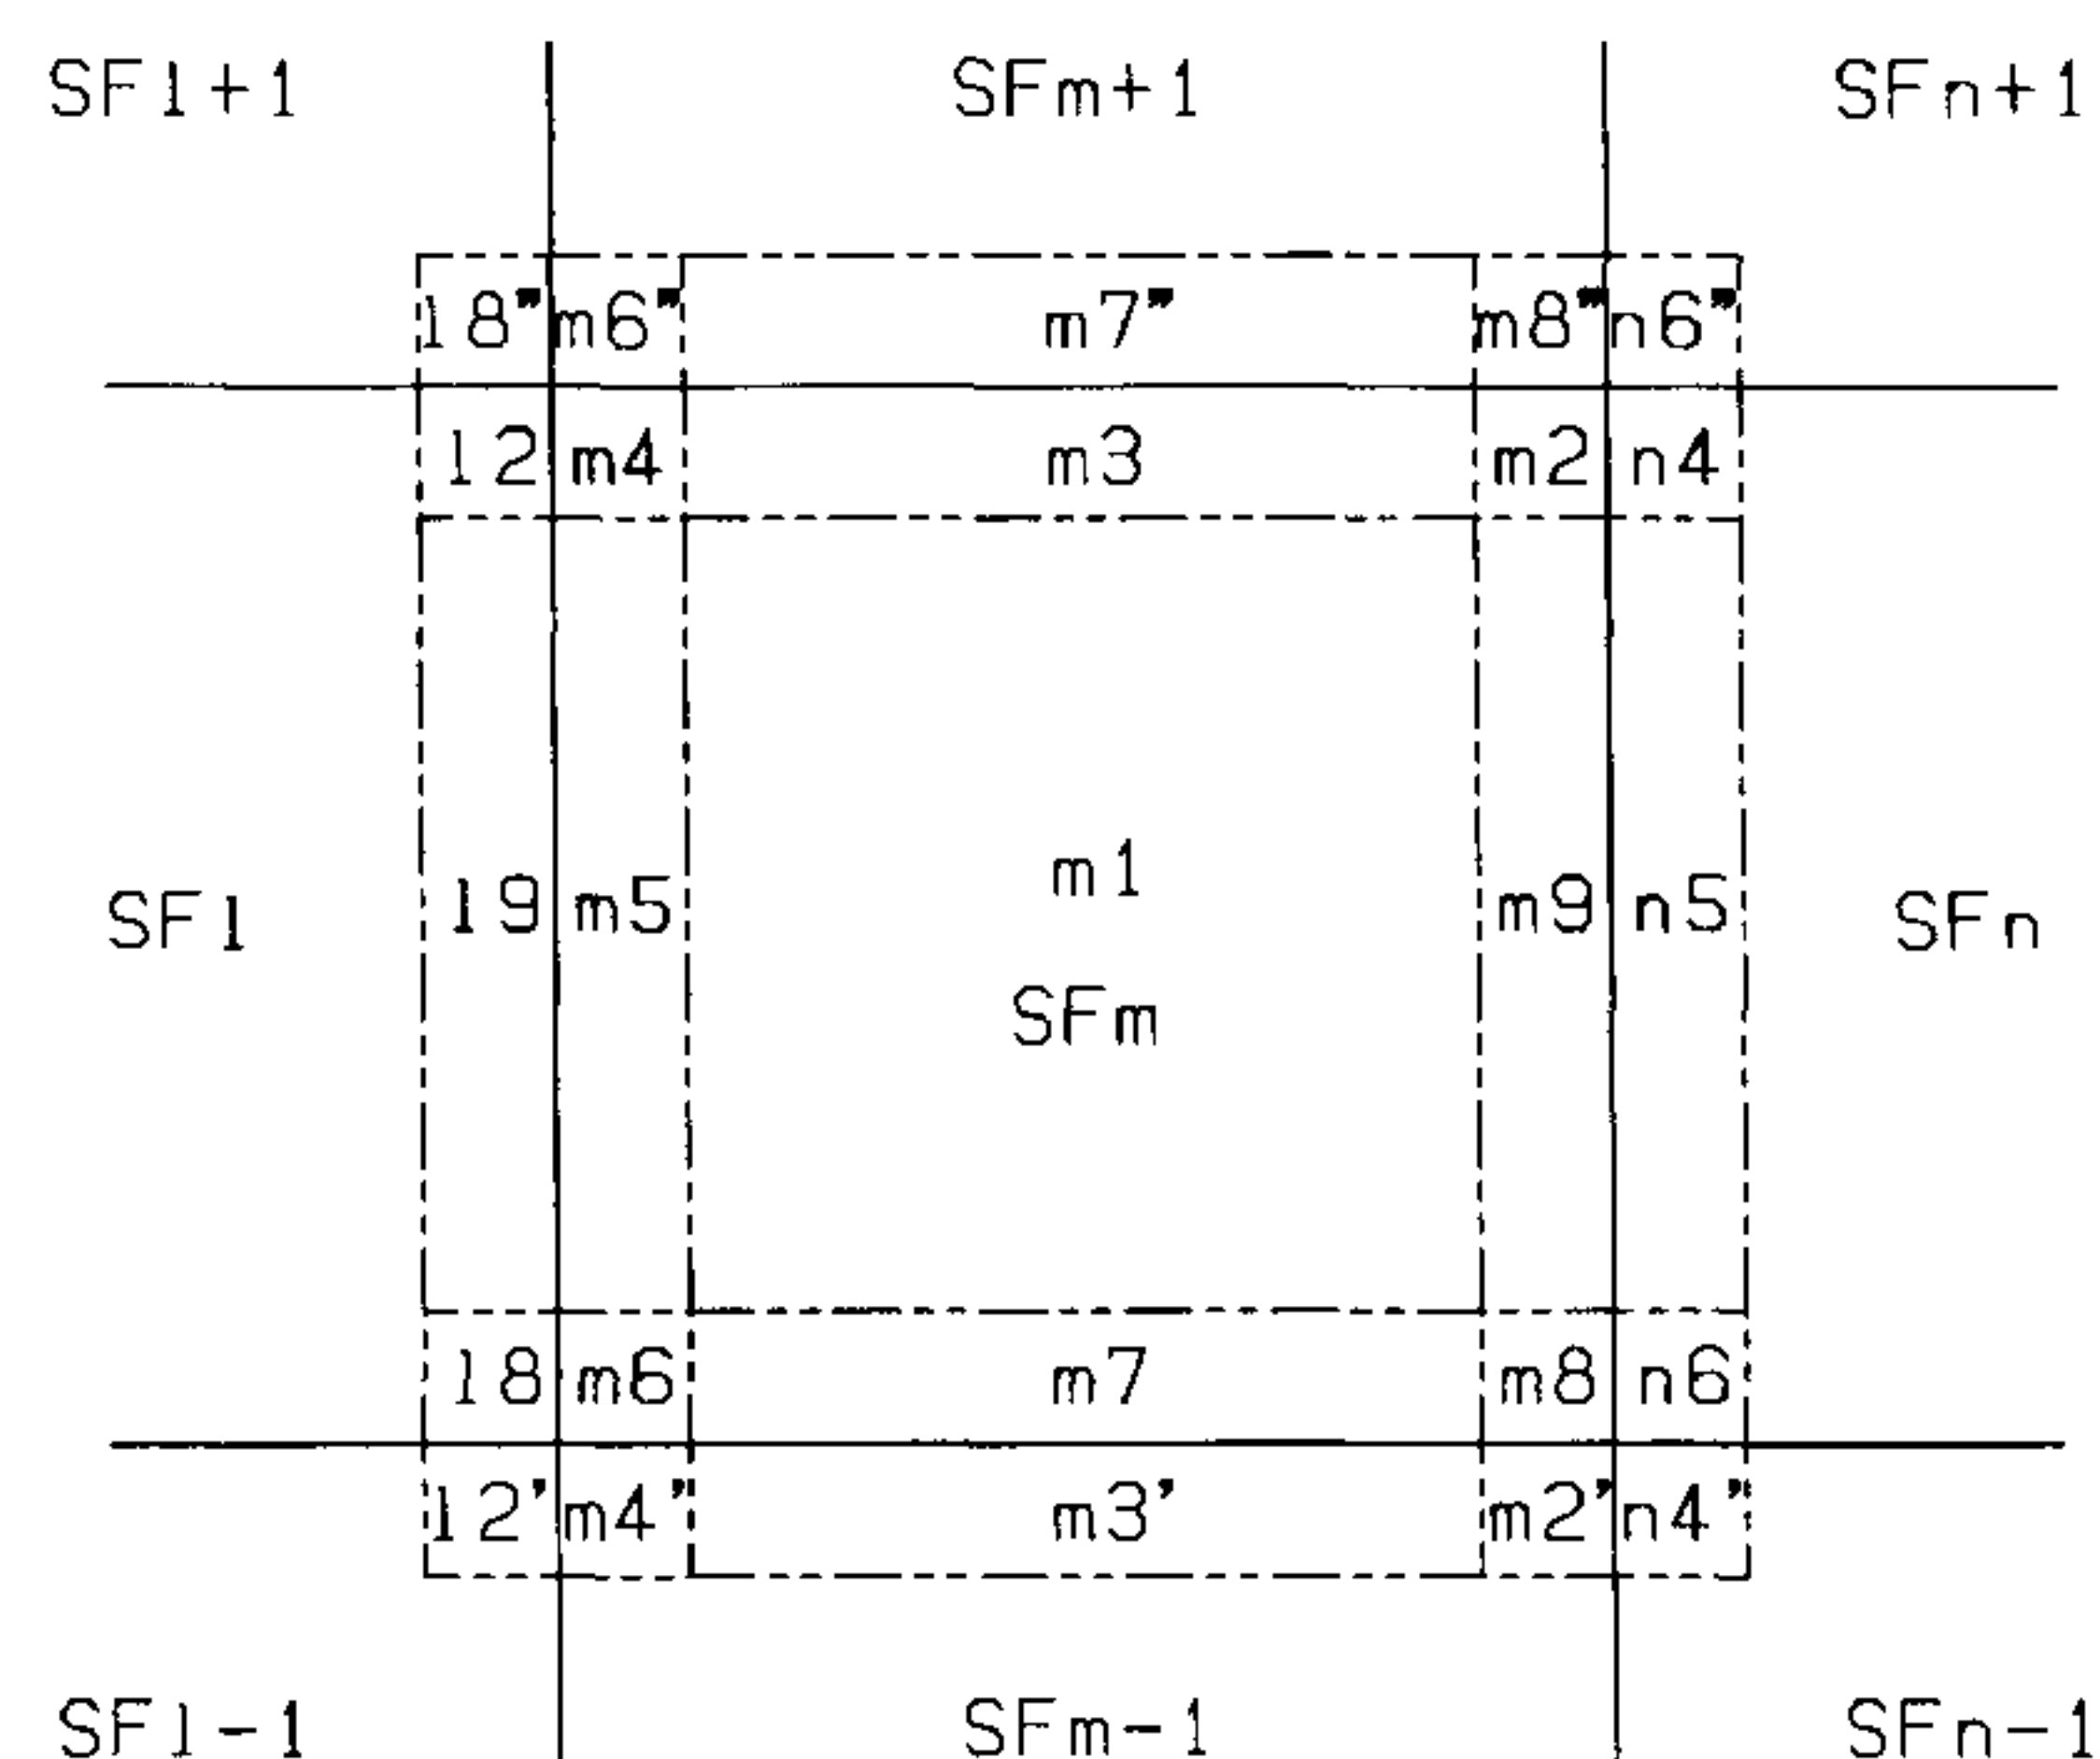 SFl+1 SFm+1 SFn+1
l8" m6" m7" m8" n6"
l2 m4 m3 m2 n4
m1
SFl l9 m5 m9 n5 SFn
SFm
l8 m6 m7 m8 n6
l2' m4' m3' m2' n4'
SFl-1 SFm-1 SFn-1